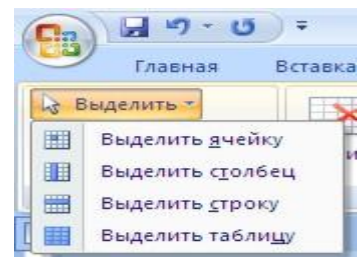 Главная Вставка
Выделить
Выделить ячейку
Выделить столбец
Выделить строку
Выделить таблицу